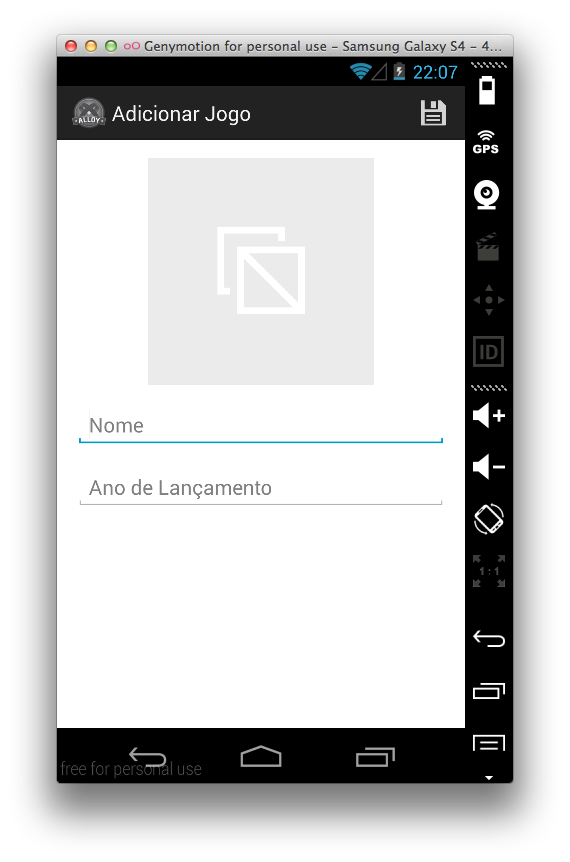 Genymotion for personal use – Samsung Galaxy S4 – 4...
22:07
ALLOY
Adicionar Jogo
GPS
ID
Nome
Ano de Lançamento
1:1
free for personal use